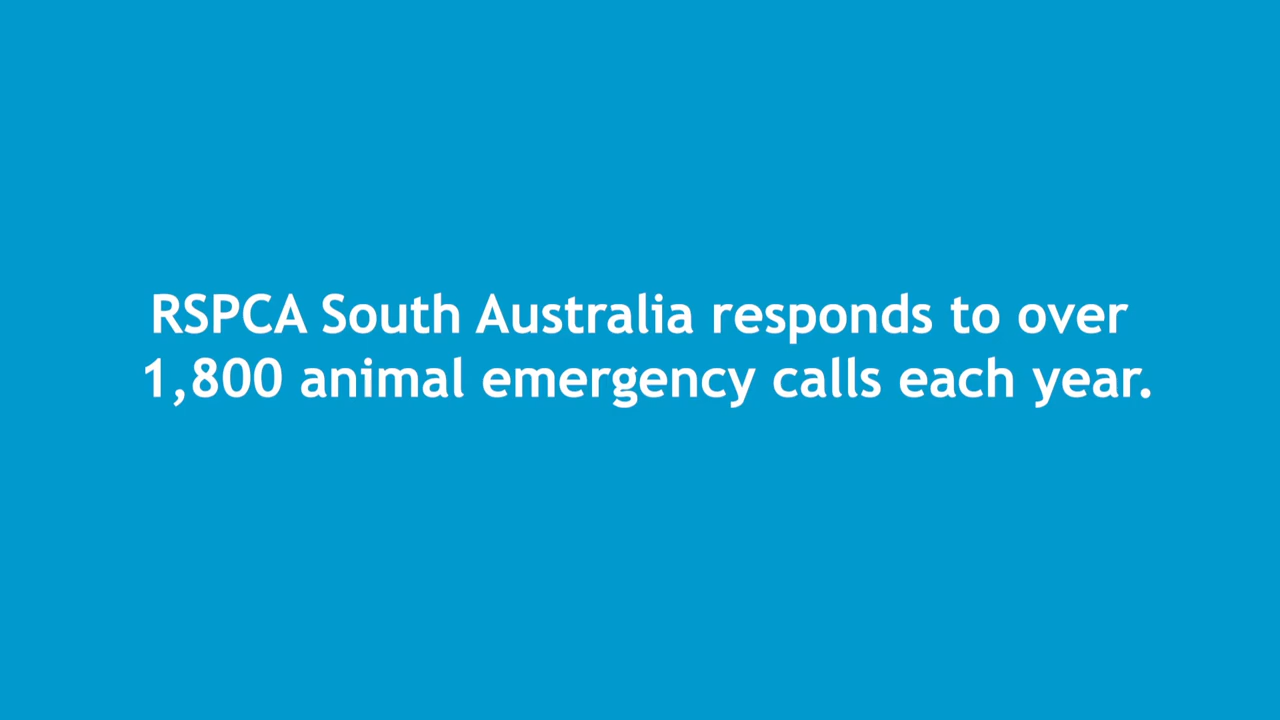 RSPCA South Australia responds to over
1,800 animal emergency calls each year.